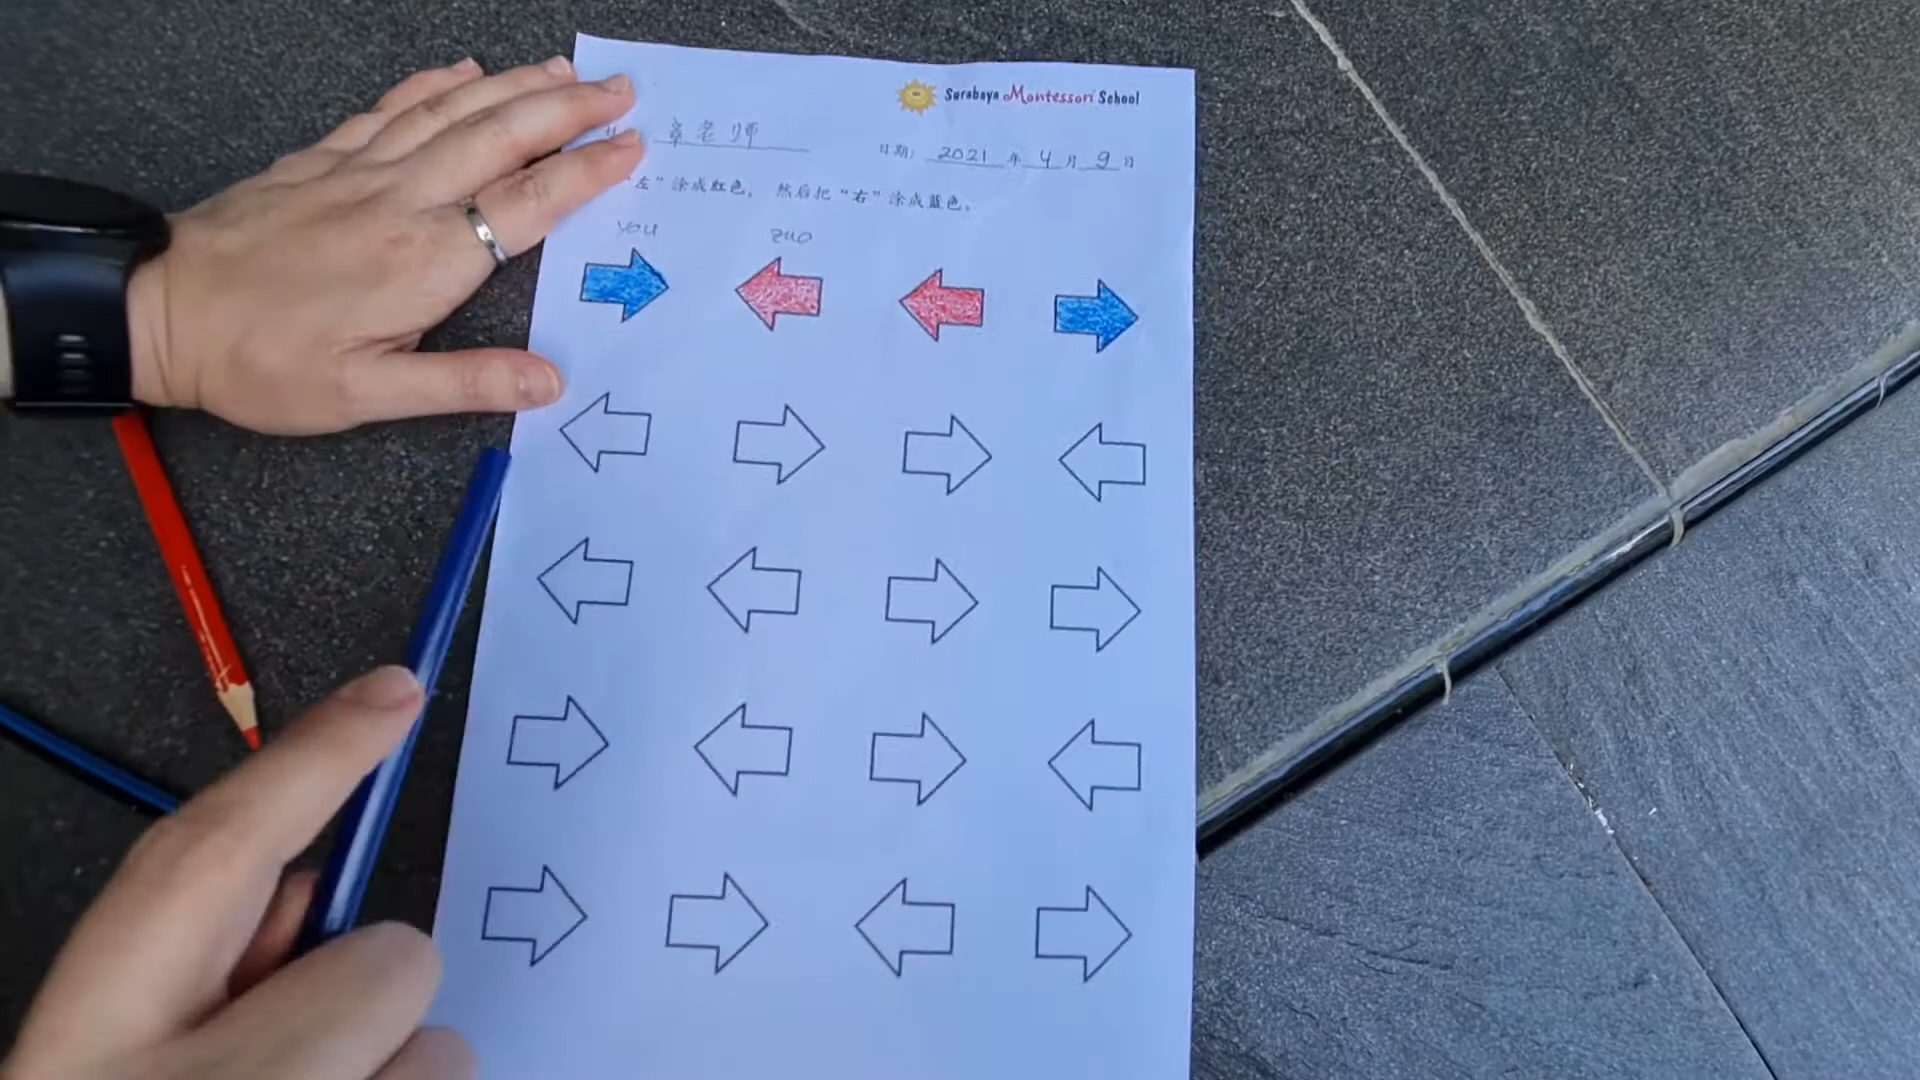 Surabaya Montessori School
章老师
日期: 2021 年 4 月 9 日
“左”涂成红色, 然后把“右”涂成蓝色。
you zuo